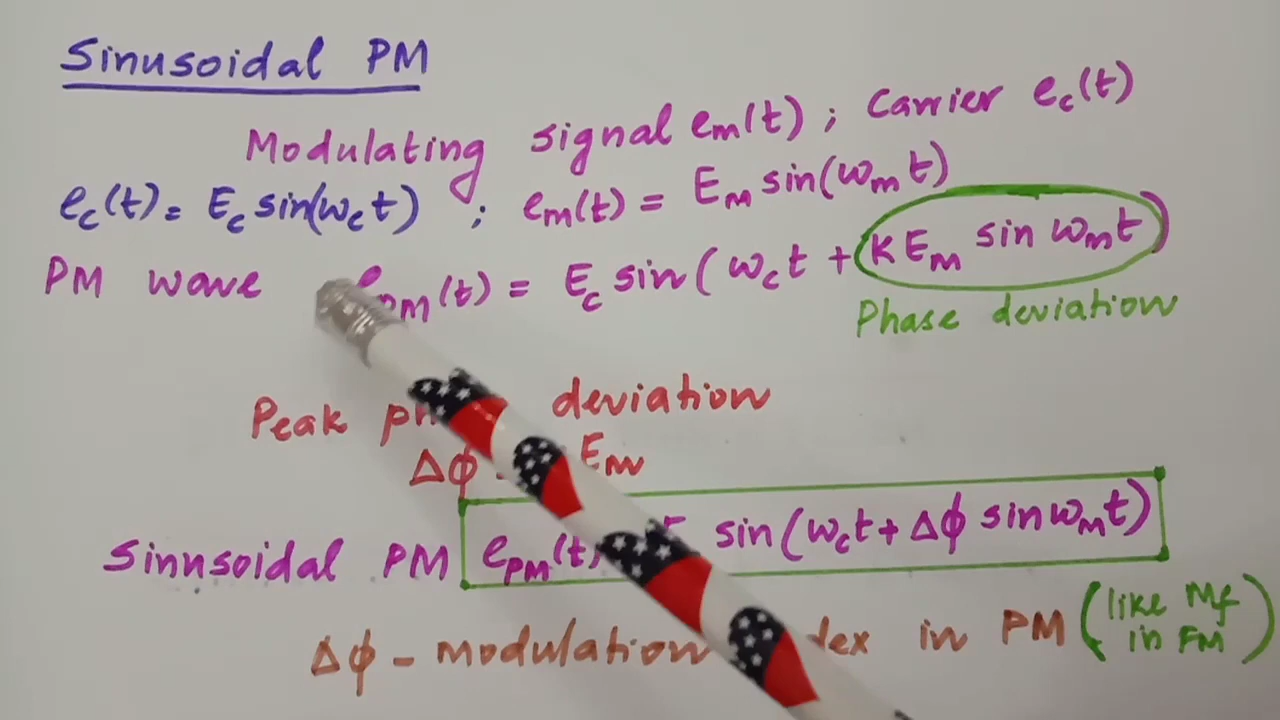 Sinusoidal PM
Modulating signal em(t) ; Carrier ec(t)
ec(t) = Ec sin(ωct) ; em(t) = EM sin(ωmt)
PM wave ePM(t) = Ec sin(ωct + KEM sin ωmt)
Phase deviation
Peak deviation
Δϕ EM
Sinusoidal PM ePM(t) sin(ωct + Δϕ sin ωmt)
Δϕ - modulation in PM (like Mf
in FM)